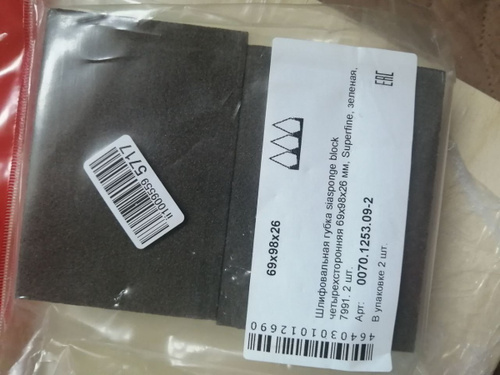 EAC
69x98x26
Шлифовальная губка siasponge block
четырехсторонняя 69x98x26 мм, Superfine, зеленая,
7991, 2 шт.
Арт: 0070.1253.09-2
В упаковке 2 шт.
4640301012690
5717